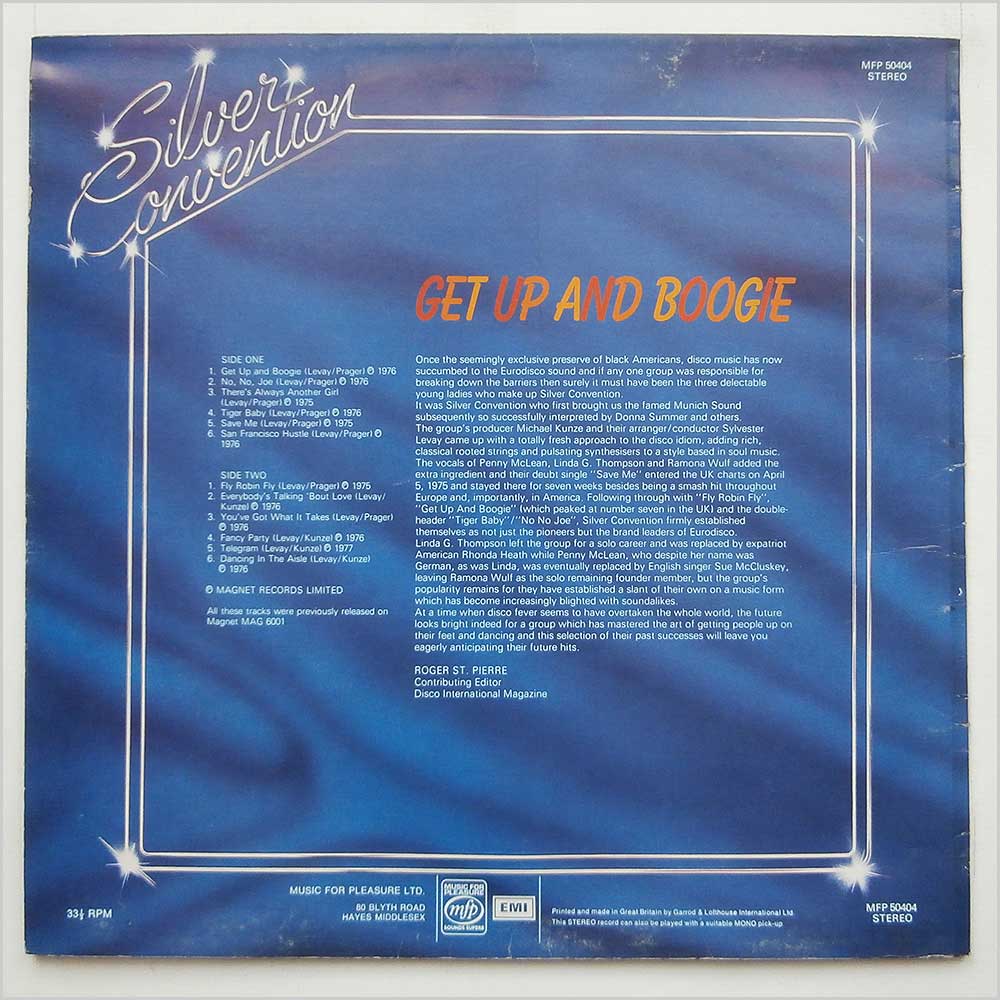 Silver Convention
MFP 50404
STEREO
GET UP AND BOOGIE
SIDE ONE
1. Get Up and Boogie (Levay/Prager) ℗ 1976
2. No, No, Joe (Levay/Prager) ℗ 1976
3. There's Always Another Girl
(Levay/Prager) ℗ 1975
4. Tiger Baby (Levay/Prager) ℗ 1976
5. Save Me (Levay/Prager) ℗ 1975
6. San Francisco Hustle (Levay/Prager) ℗
1976
SIDE TWO
1. Fly Robin Fly (Levay/Prager) ℗ 1975
2. Everybody's Talking 'Bout Love (Levay/
Kunze) ℗ 1976
3. You've Got What It Takes (Levay/Prager)
℗ 1976
4. Fancy Party (Levay/Kunze) ℗ 1976
5. Telegram (Levay/Kunze) ℗ 1977
6. Dancing In The Aisle (Levay/Kunze)
℗ 1976
℗ MAGNET RECORDS LIMITED
All these tracks were previously released on
Magnet MAG 6001
Once the seemingly exclusive preserve of black Americans, disco music has now
succumbed to the Eurodisco sound and if any one group was responsible for
breaking down the barriers then surely it must have been the three delectable
young ladies who make up Silver Convention.
It was Silver Convention who first brought us the famed Munich Sound
subsequently so successfully interpreted by Donna Summer and others.
The group's producer Michael Kunze and their arranger/conductor Sylvester
Levay came up with a totally fresh approach to the disco idiom, adding rich,
classical rooted strings and pulsating synthesisers to a style based in soul music.
The vocals of Penny McLean, Linda G. Thompson and Ramona Wulf added the
extra ingredient and their doubt single "Save Me" entered the UK charts on April
5, 1975 and stayed there for seven weeks besides being a smash hit throughout
Europe and, importantly, in America. Following through with "Fly Robin Fly",
"Get Up And Boogie" (which peaked at number seven in the UK) and the double-
header "Tiger Baby"/"No No Joe", Silver Convention firmly established
themselves as not just the pioneers but the brand leaders of Eurodisco.
Linda G. Thompson left the group for a solo career and was replaced by expatriot
American Rhonda Heath while Penny McLean, who despite her name was
German, as was Linda, was eventually replaced by English singer Sue McCluskey,
leaving Ramona Wulf as the solo remaining founder member, but the group's
popularity remains for they have established a slant of their own on a music form
which has become increasingly blighted with soundalikes.
At a time when disco fever seems to have overtaken the whole world, the future
looks bright indeed for a group which has mastered the art of getting people up on
their feet and dancing and this selection of their past successes will leave you
eagerly anticipating their future hits.
ROGER ST. PIERRE
Contributing Editor
Disco International Magazine
33⅓ RPM
MUSIC FOR PLEASURE LTD.
80 BLYTH ROAD
HAYES MIDDLESEX
MUSIC FOR
PLEASURE
mfp
SOUNDS SUPERB
EMI
Printed and made in Great Britain by Garrod & Lofthouse International Ltd.
This STEREO record can also be played with a suitable MONO pick-up
MFP 50404
STEREO